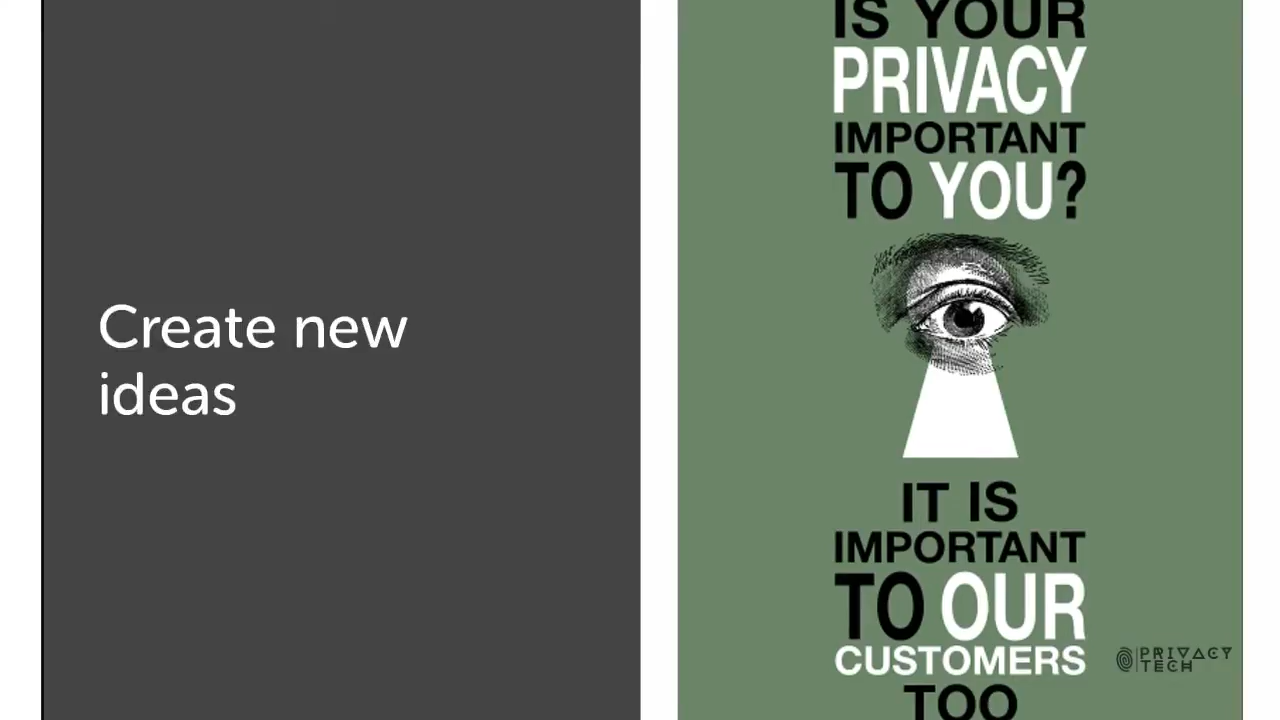 Create new
ideas
IS YOUR
PRIVACY
IMPORTANT
TO YOU?
IT IS
IMPORTANT
TO OUR
CUSTOMERS
TOO
PRIVACY
TECH